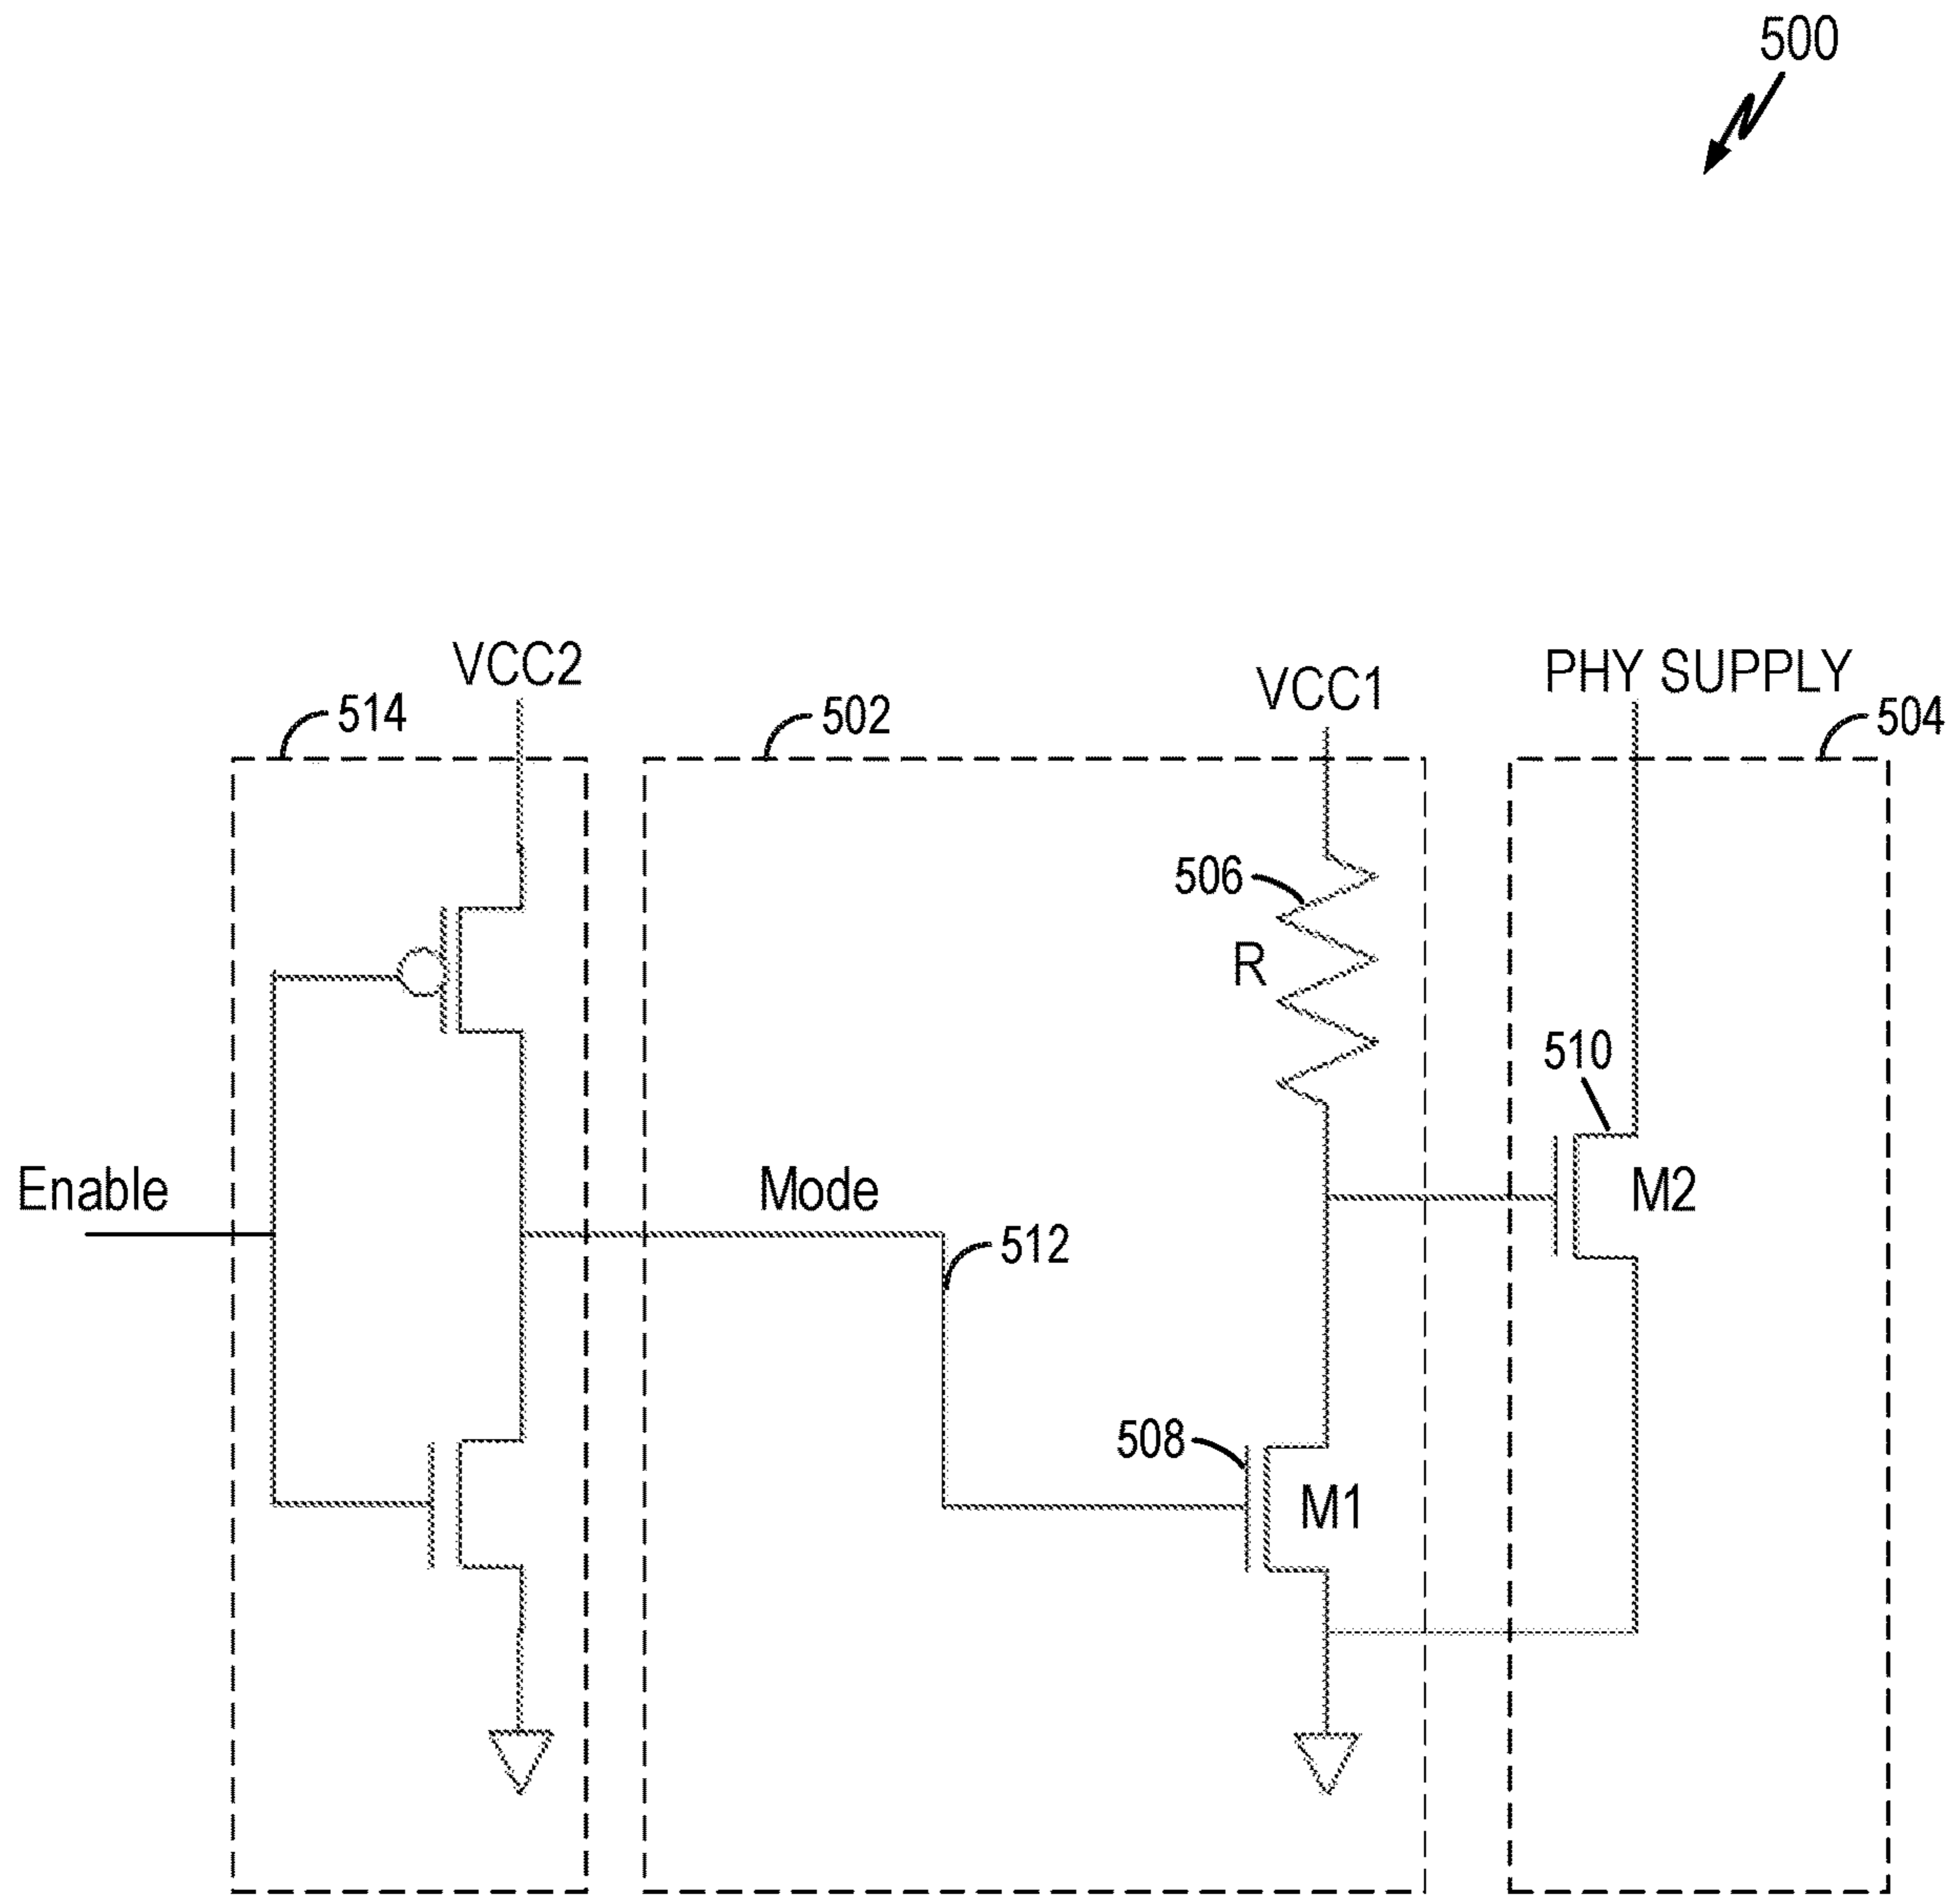 500
VCC2
VCC1
PHY SUPPLY
514
502
504
506
R
510
Enable
Mode
M2
512
508
M1